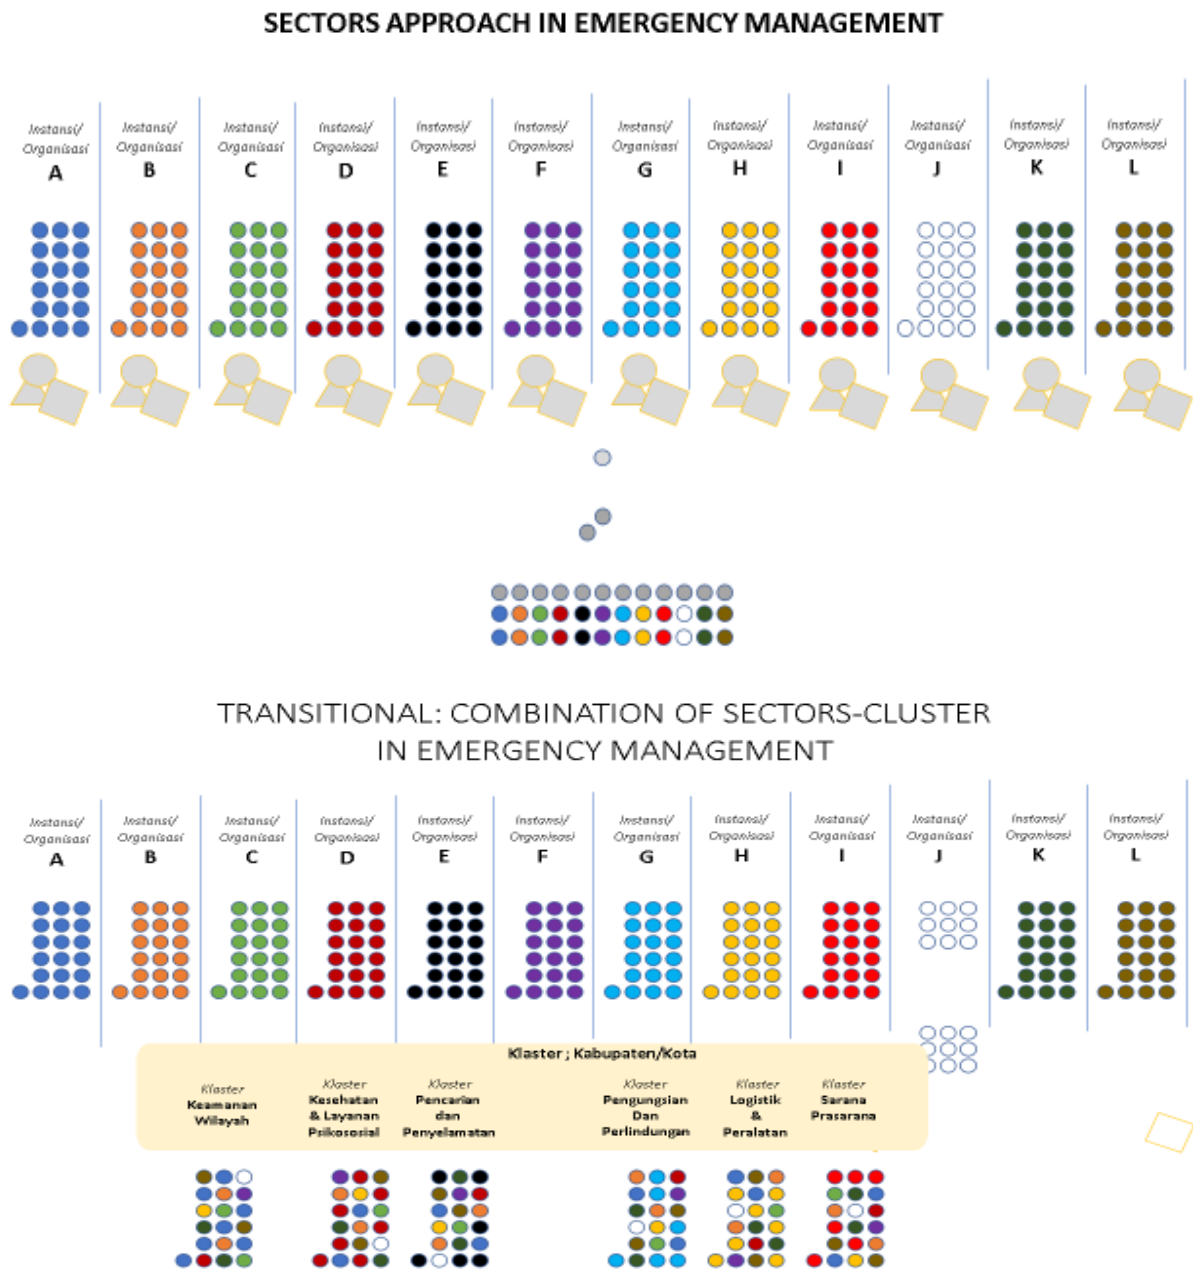 SECTORS APPROACH IN EMERGENCY MANAGEMENT
Instansi/
Organisasi
A
Instansi/
Organisasi
B
Instansi/
Organisasi
C
Instansi/
Organisasi
D
Instansi/
Organisasi
E
Instansi/
Organisasi
F
Instansi/
Organisasi
G
Instansi/
Organisasi
H
Instansi/
Organisasi
I
Instansi/
Organisasi
J
Instansi/
Organisasi
K
Instansi/
Organisasi
L
TRANSITIONAL: COMBINATION OF SECTORS-CLUSTER
IN EMERGENCY MANAGEMENT
Instansi/
Organisasi
A
Instansi/
Organisasi
B
Instansi/
Organisasi
C
Instansi/
Organisasi
D
Instansi/
Organisasi
E
Instansi/
Organisasi
F
Instansi/
Organisasi
G
Instansi/
Organisasi
H
Instansi/
Organisasi
I
Instansi/
Organisasi
J
Instansi/
Organisasi
K
Instansi/
Organisasi
L
Klaster ; Kabupaten/Kota
Klaster
Keamanan
Wilayah
Klaster
Kesehatan
& Layanan
Psikososial
Klaster
Pencarian
dan
Penyelamatan
Klaster
Pengungsian
Dan
Perlindungan
Klaster
Logistik
&
Peralatan
Klaster
Sarana
Prasarana